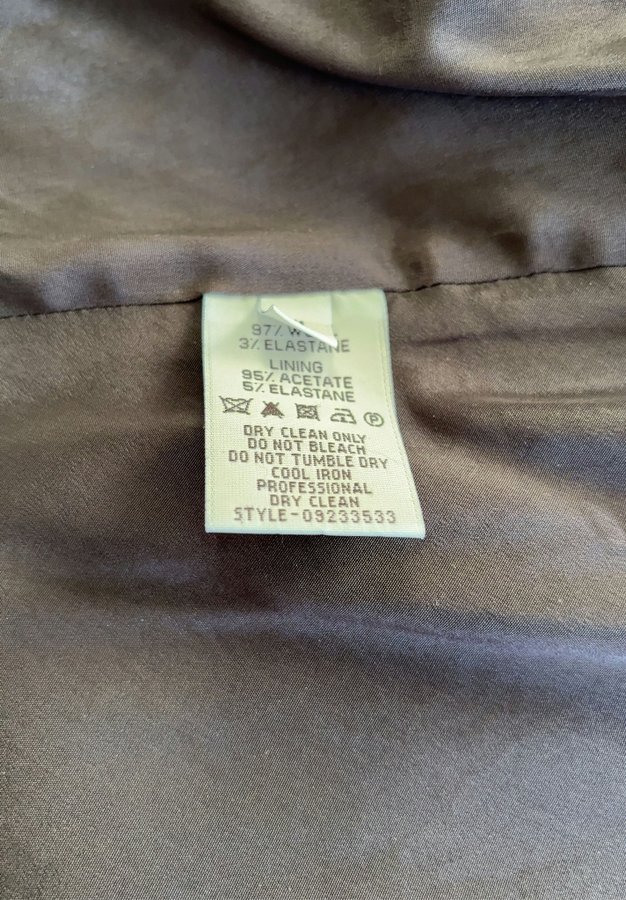 97%
3% ELASTANE
LINING
95% ACETATE
5% ELASTANE
P
DRY CLEAN ONLY
DO NOT BLEACH
DO NOT TUMBLE DRY
COOL IRON
PROFESSIONAL
DRY CLEAN
STYLE-09233533